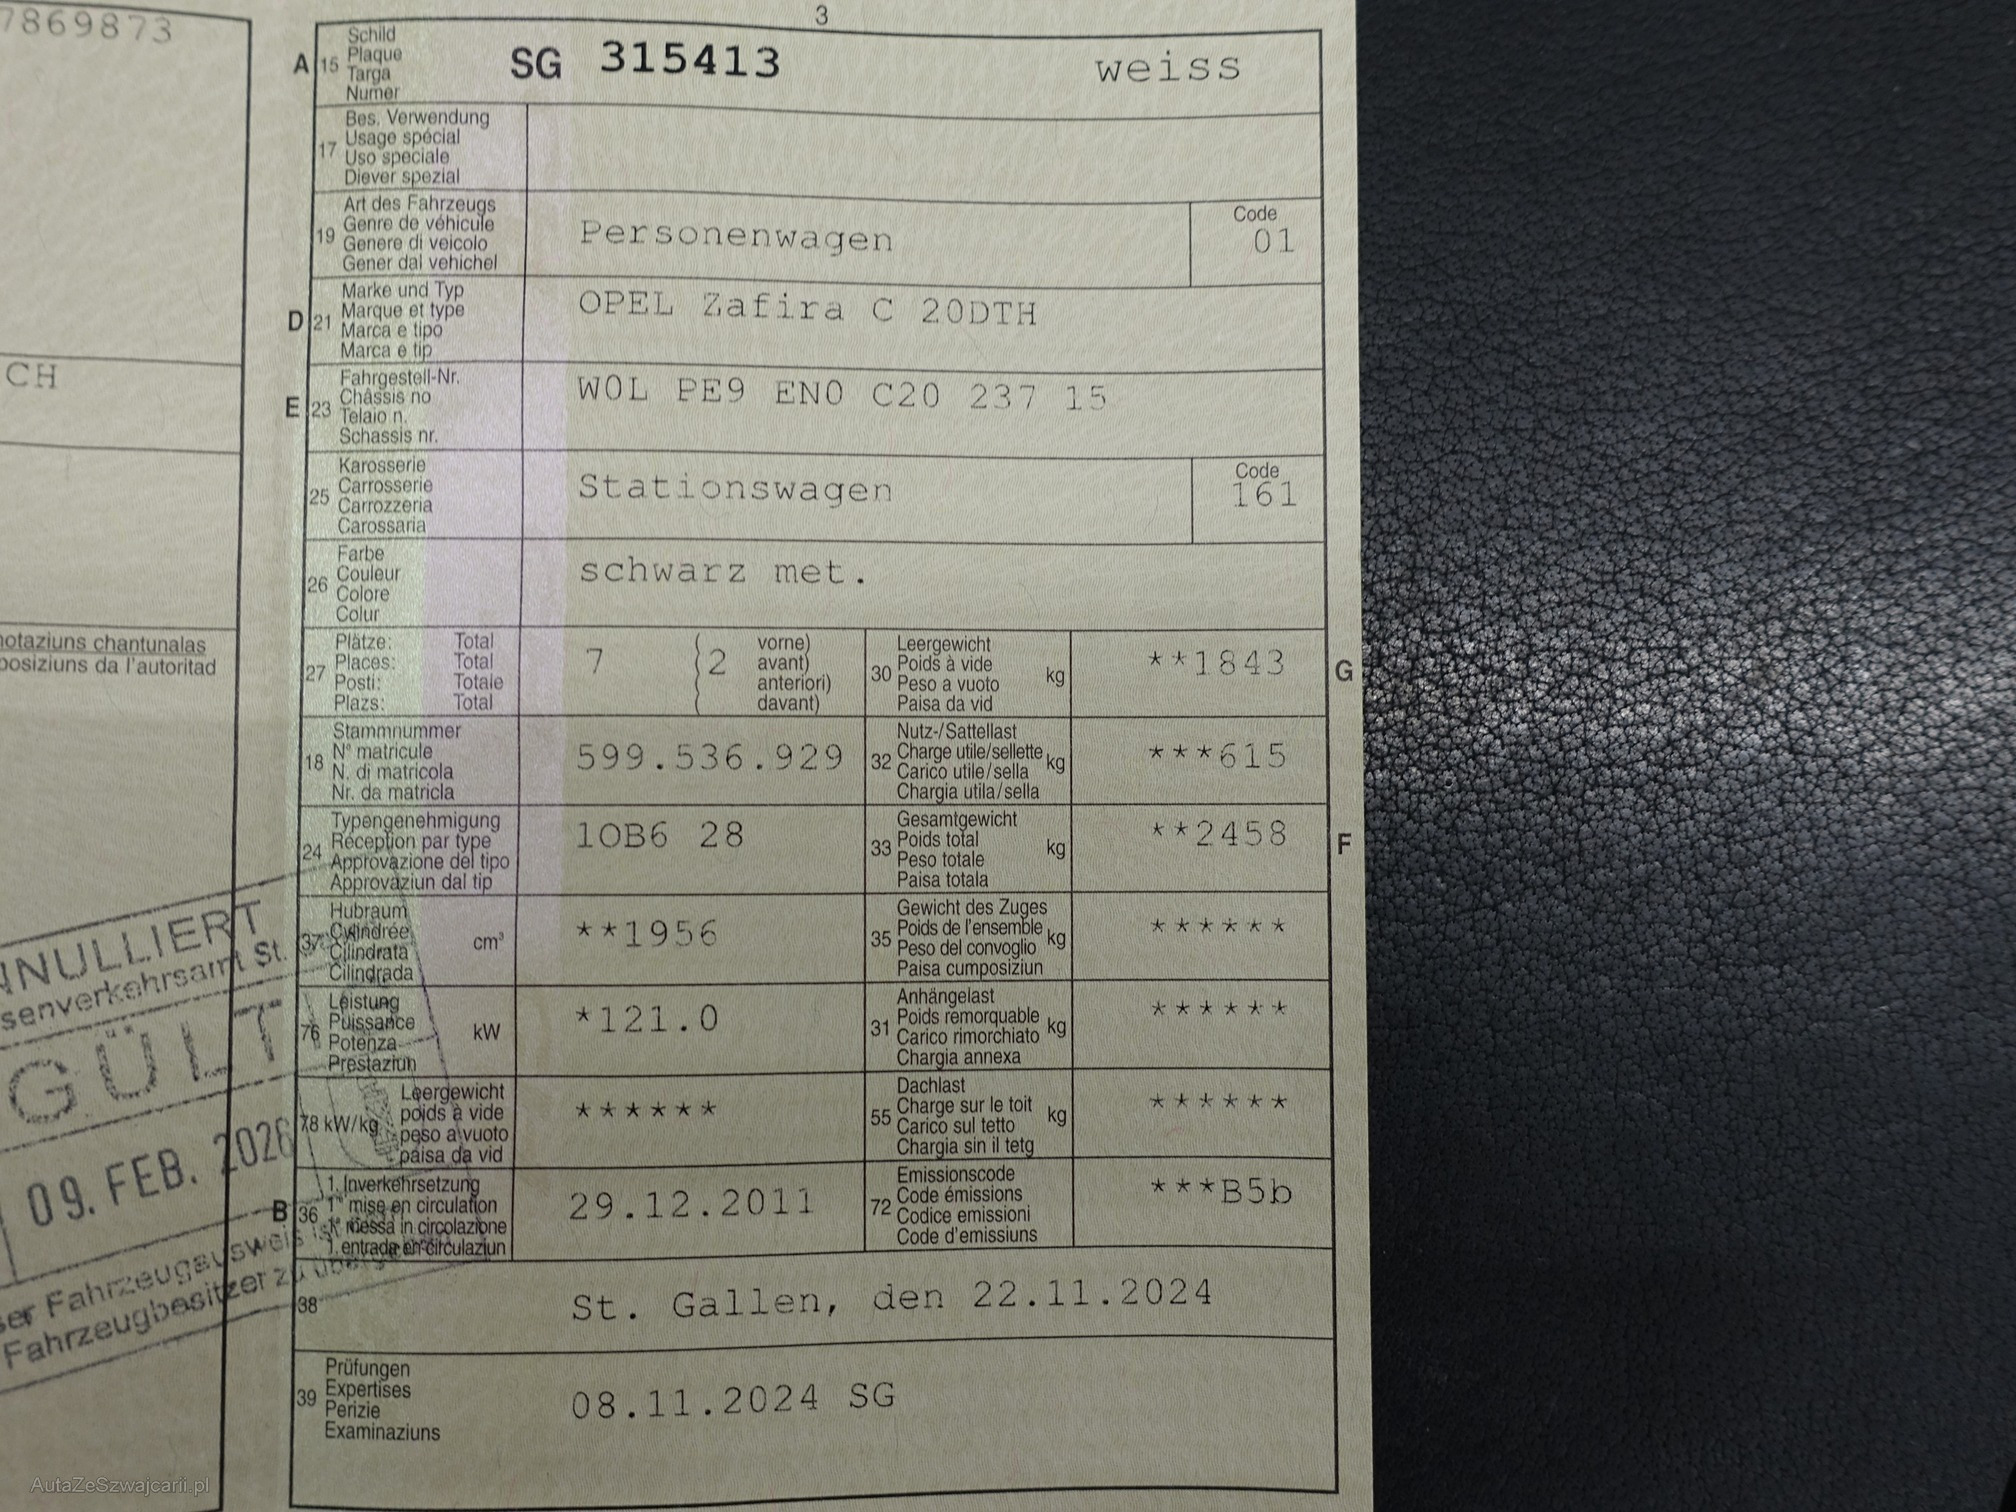 7869873
CH
notaziuns chantunalas
posiziuns da l'autoritad
NNULLIERT
senverkehrsamt St.
GÜLT
09. FEB. 2026
ser Fahrzeugausweis ist
Fahrzeugbesitzer zu
3
A 15 Schild
Plaque
Targa
Numer
SG 315413 weiss
17 Bes. Verwendung
Usage spécial
Uso speciale
Diever spezial
19 Art des Fahrzeugs
Genre de véhicule
Genere di veicolo
Gener dal vehichel
Personenwagen
Code
01
D 21 Marke und Typ
Marque et type
Marca e tipo
Marca e tip
OPEL Zafira C 20DTH
E 23 Fahrgestell-Nr.
Châssis no
Telaio n.
Schassis nr.
W0L PE9 EN0 C20 237 15
25 Karosserie
Carrosserie
Carrozzeria
Carossaria
Stationswagen
Code
161
26 Farbe
Couleur
Colore
Colur
schwarz met.
27 Plätze: Total
Places: Total
Posti: Totale
Plazs: Total
7 (2 vorne)
avant)
anteriori)
davant)
30 Leergewicht
Poids à vide
Peso a vuoto
Paisa da vid
kg
**1843
G
18 Stammnummer
N° matricule
N. di matricola
Nr. da matricla
599.536.929
32 Nutz-/Sattellast
Charge utile/sellette
Carico utile/sella
Chargia utila/sella
kg
***615
24 Typengenehmigung
Réception par type
Approvazione del tipo
Approvaziun dal tip
1OB6 28
33 Gesamtgewicht
Poids total
Peso totale
Paisa totala
kg
**2458
F
37 Hubraum
Cylindrée
Cilindrata
Cilindrada
cm³
**1956
35 Gewicht des Zuges
Poids de l'ensemble
Peso del convoglio
Paisa cumposiziun
kg
******
76 Leistung
Puissance
Potenza
Prestaziun
kW
*121.0
31 Anhängelast
Poids remorquable
Carico rimorchiato
Chargia annexa
kg
******
78 kW/kg Leergewicht
poids à vide
peso a vuoto
paisa da vid
******
55 Dachlast
Charge sur le toit
Carico sul tetto
Chargia sin il tetg
kg
******
B 36 1. Inverkehrsetzung
1re mise en circulation
1a messa in circolazione
1. entrada en circulaziun
29.12.2011
72 Emissionscode
Code émissions
Codice emissioni
Code d'emissiuns
***B5b
38 St. Gallen, den 22.11.2024
39 Prüfungen
Expertises
Perizie
Examinaziuns
08.11.2024 SG
AutaZeSzwajcarii.pl